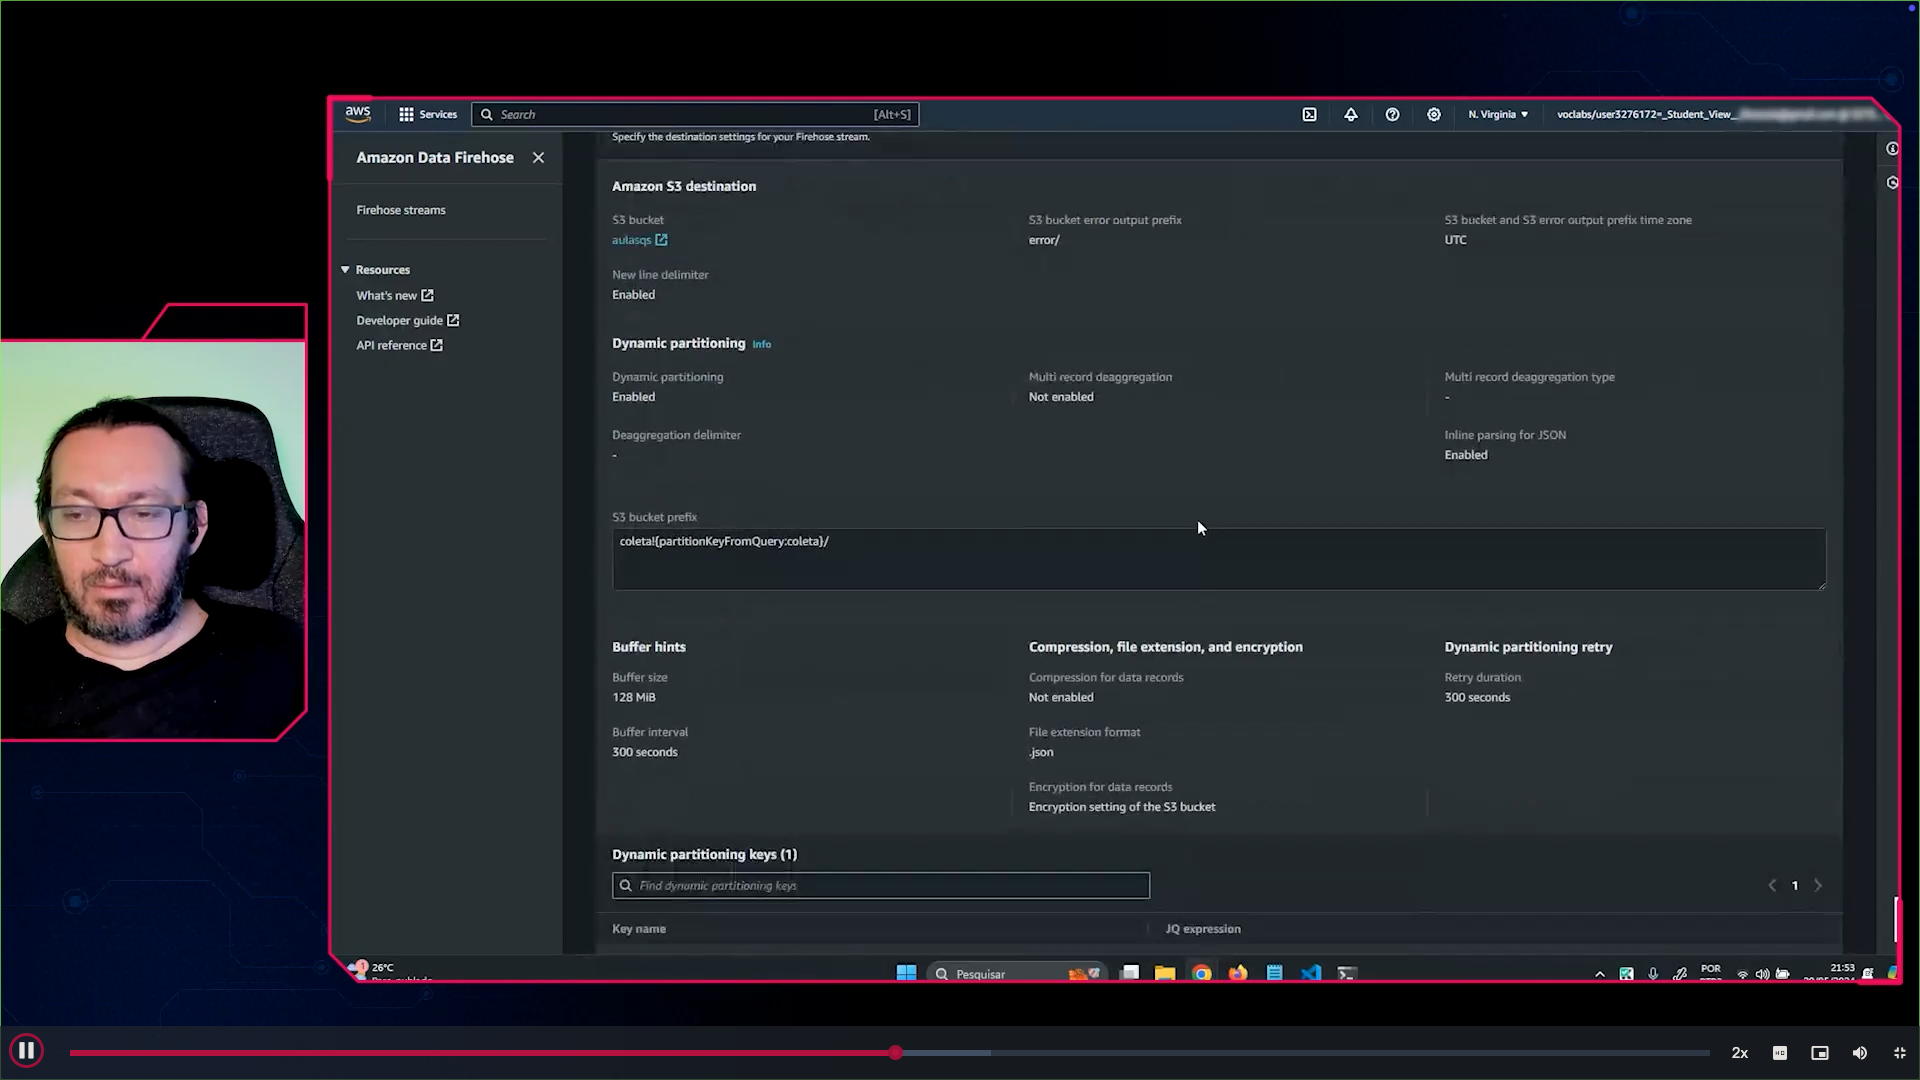 aws
Services
Search
[Alt+S]
N. Virginia
voclabs/user3276172=_Student_View_
Specify the destination settings for your Firehose stream.
Amazon Data Firehose
Firehose streams
Resources
What's new
Developer guide
API reference
Amazon S3 destination
S3 bucket
aulasqs
S3 bucket error output prefix
error/
S3 bucket and S3 error output prefix time zone
UTC
New line delimiter
Enabled
Dynamic partitioning Info
Dynamic partitioning
Enabled
Multi record deaggregation
Not enabled
Multi record deaggregation type
-
Deaggregation delimiter
-
Inline parsing for JSON
Enabled
S3 bucket prefix
coleta!{partitionKeyFromQuery:coleta}/
Buffer hints
Buffer size
128 MiB
Buffer interval
300 seconds
Compression, file extension, and encryption
Compression for data records
Not enabled
File extension format
.json
Encryption for data records
Encryption setting of the S3 bucket
Dynamic partitioning retry
Retry duration
300 seconds
Dynamic partitioning keys (1)
Find dynamic partitioning keys
1
Key name
JQ expression
1
26°C
Pesquisar
POR
21:53
2x
HD